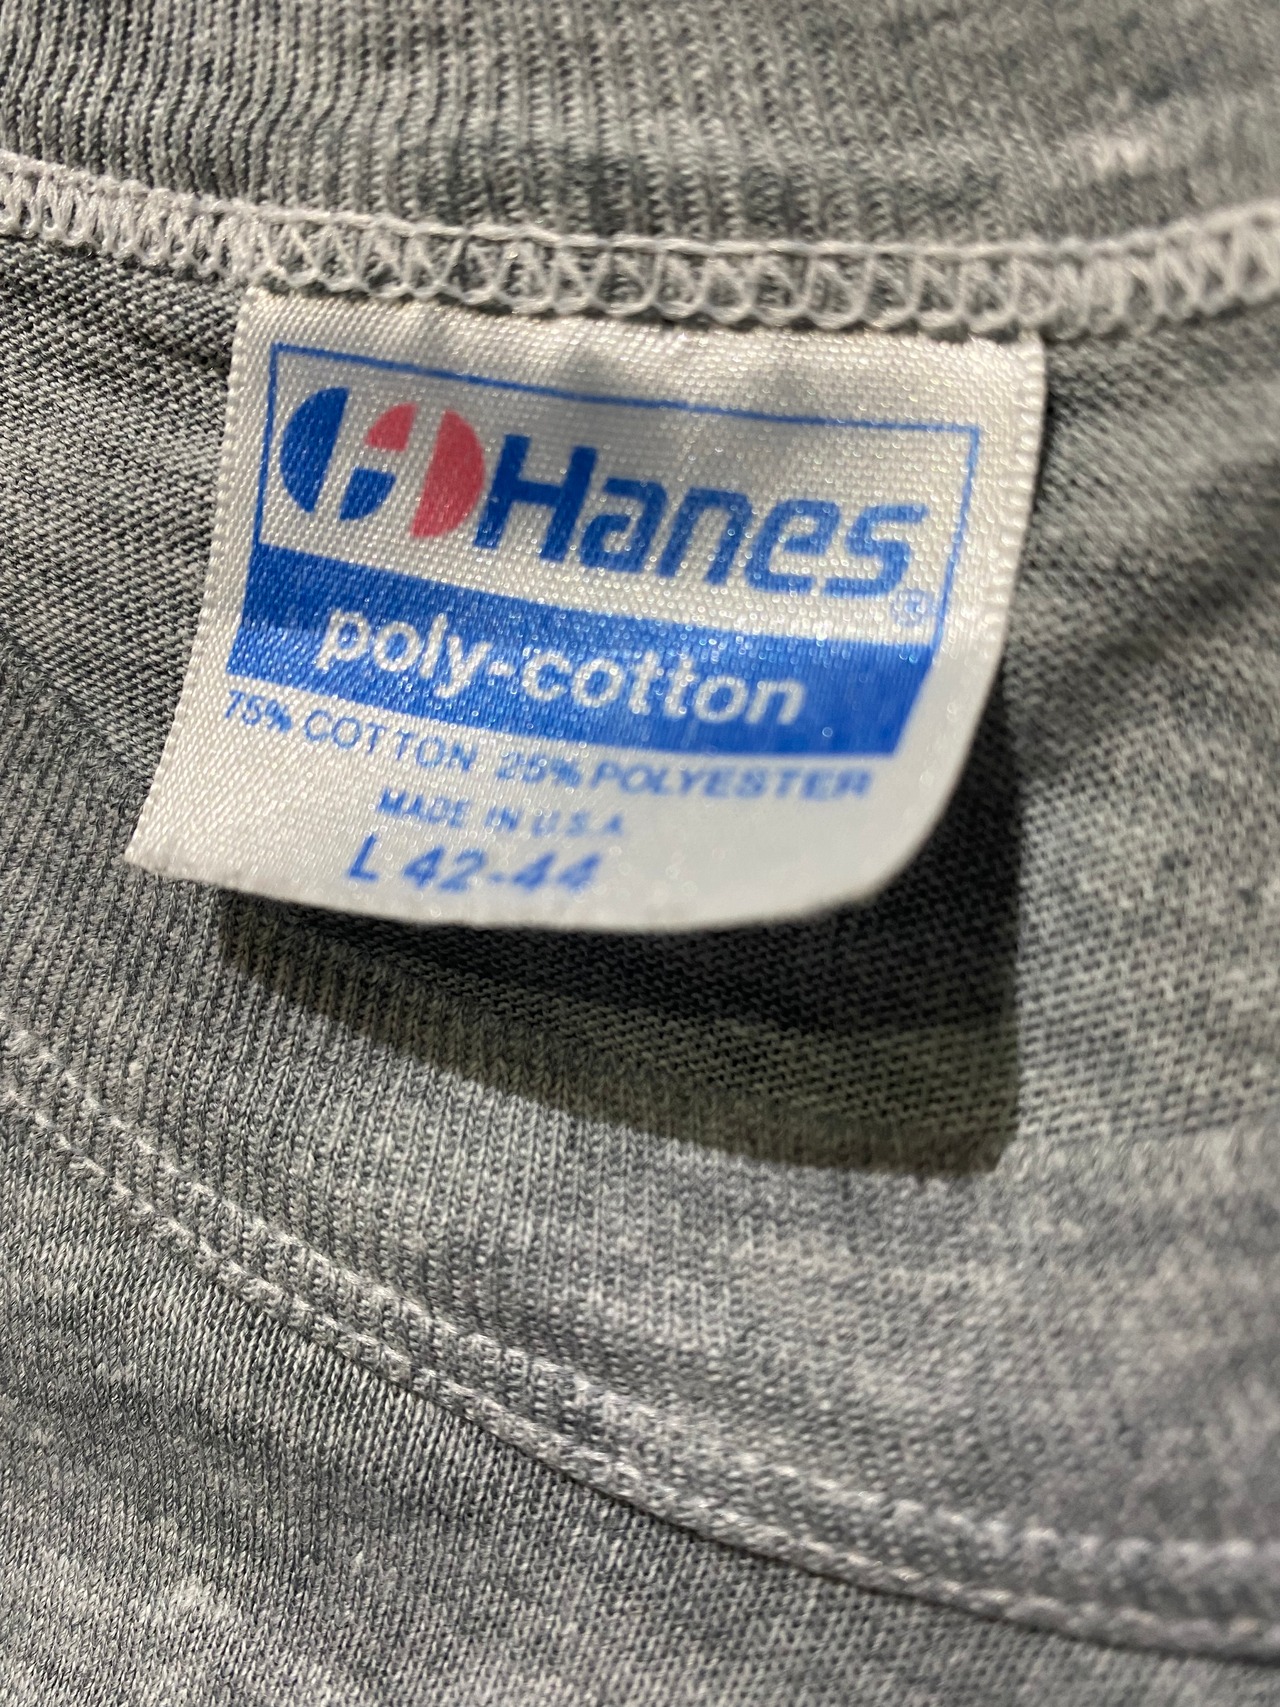 Hanes®
poly-cotton
75% COTTON 25% POLYESTER
MADE IN U.S.A
L 42-44